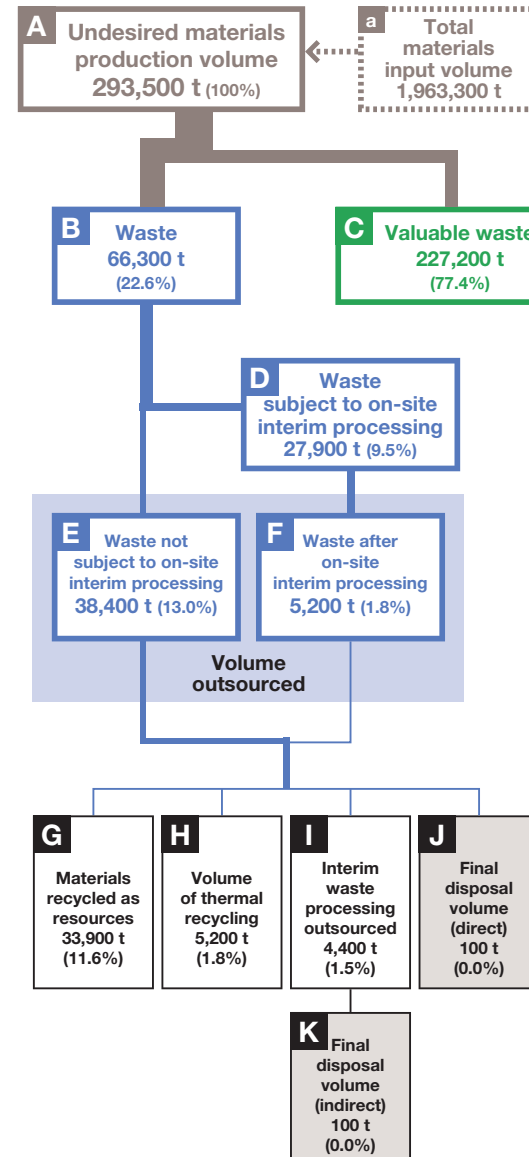 A
Undesired materials
production volume
293,500 t (100%)
a
Total
materials
input volume
1,963,300 t
B
Waste
66,300 t
(22.6%)
C
Valuable waste
227,200 t
(77.4%)
D
Waste
subject to on-site
interim processing
27,900 t (9.5%)
E
Waste not
subject to on-site
interim processing
38,400 t (13.0%)
F
Waste after
on-site
interim processing
5,200 t (1.8%)
Volume
outsourced
G
Materials
recycled as
resources
33,900 t
(11.6%)
H
Volume
of thermal
recycling
5,200 t
(1.8%)
I
Interim
waste
processing
outsourced
4,400 t
(1.5%)
J
Final
disposal
volume
(direct)
100 t
(0.0%)
K
Final
disposal
volume
(indirect)
100 t
(0.0%)